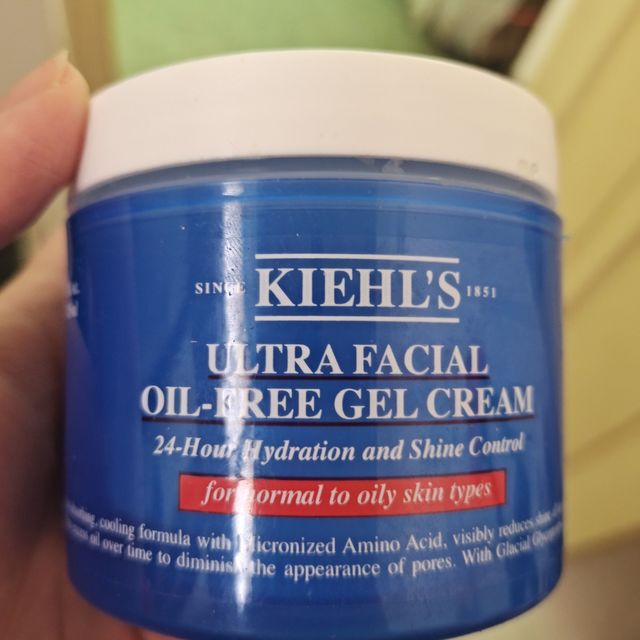 SINCE KIEHL'S 1851
ULTRA FACIAL
OIL-FREE GEL CREAM
24-Hour Hydration and Shine Control
for normal to oily skin types
cooling formula with Micronized Amino Acid, visibly reduces
oil over time to diminish the appearance of pores. With Glacial